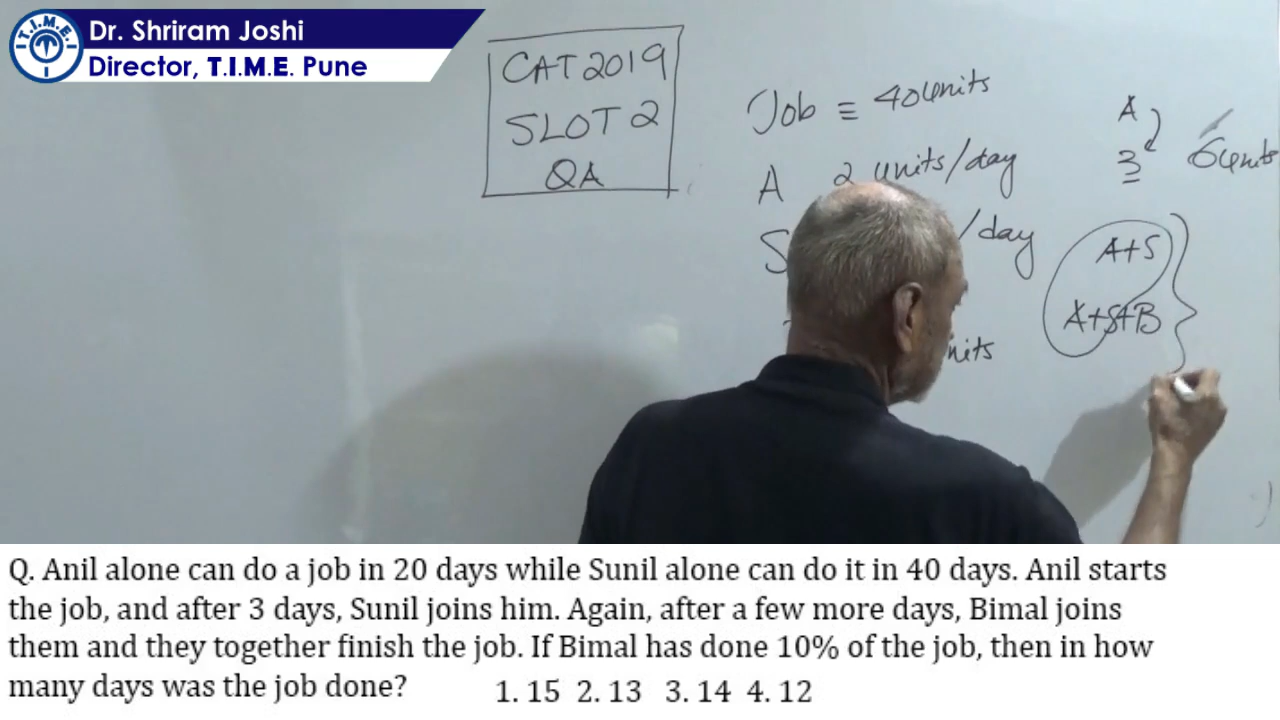 T.I.M.E.
Dr. Shriram Joshi
Director, T.I.M.E. Pune
CAT 2019
SLOT 2
QA
Job ≡ 40 units
A 2 units/day
S /day
nits
A
3
6 units
A+S
A+S+B
Q. Anil alone can do a job in 20 days while Sunil alone can do it in 40 days. Anil starts
the job, and after 3 days, Sunil joins him. Again, after a few more days, Bimal joins
them and they together finish the job. If Bimal has done 10% of the job, then in how
many days was the job done? 1. 15 2. 13 3. 14 4. 12